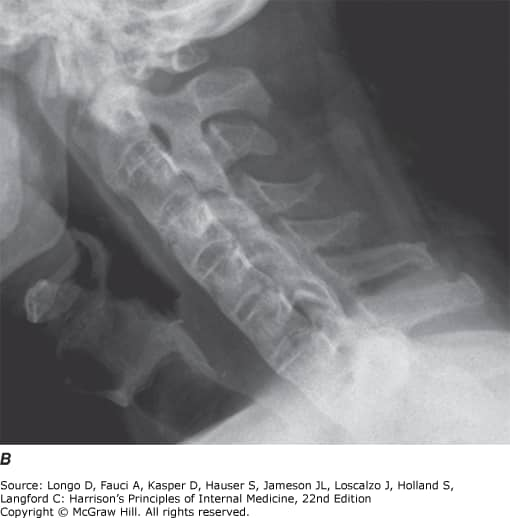 B
Source: Longo D, Fauci A, Kasper D, Hauser S, Jameson JL, Loscalzo J, Holland S,
Langford C: Harrison’s Principles of Internal Medicine, 22nd Edition
Copyright © McGraw Hill. All rights reserved.